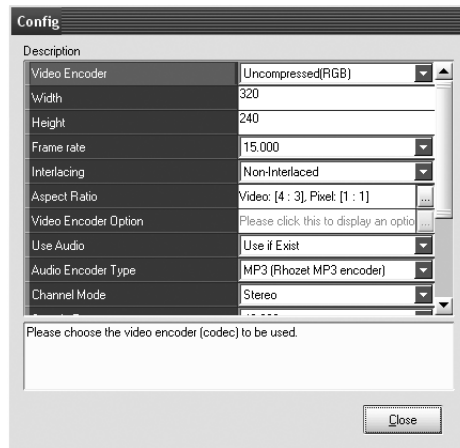 Config
Description
Video Encoder Uncompressed(RGB)
Width 320
Height 240
Frame rate 15.000
Interlacing Non-Interlaced
Aspect Ratio Video: [4 : 3], Pixel: [1 : 1] ...
Video Encoder Option Please click this to display an optio ...
Use Audio Use if Exist
Audio Encoder Type MP3 (Rhozet MP3 encoder)
Channel Mode Stereo
Please choose the video encoder (codec) to be used.
Close